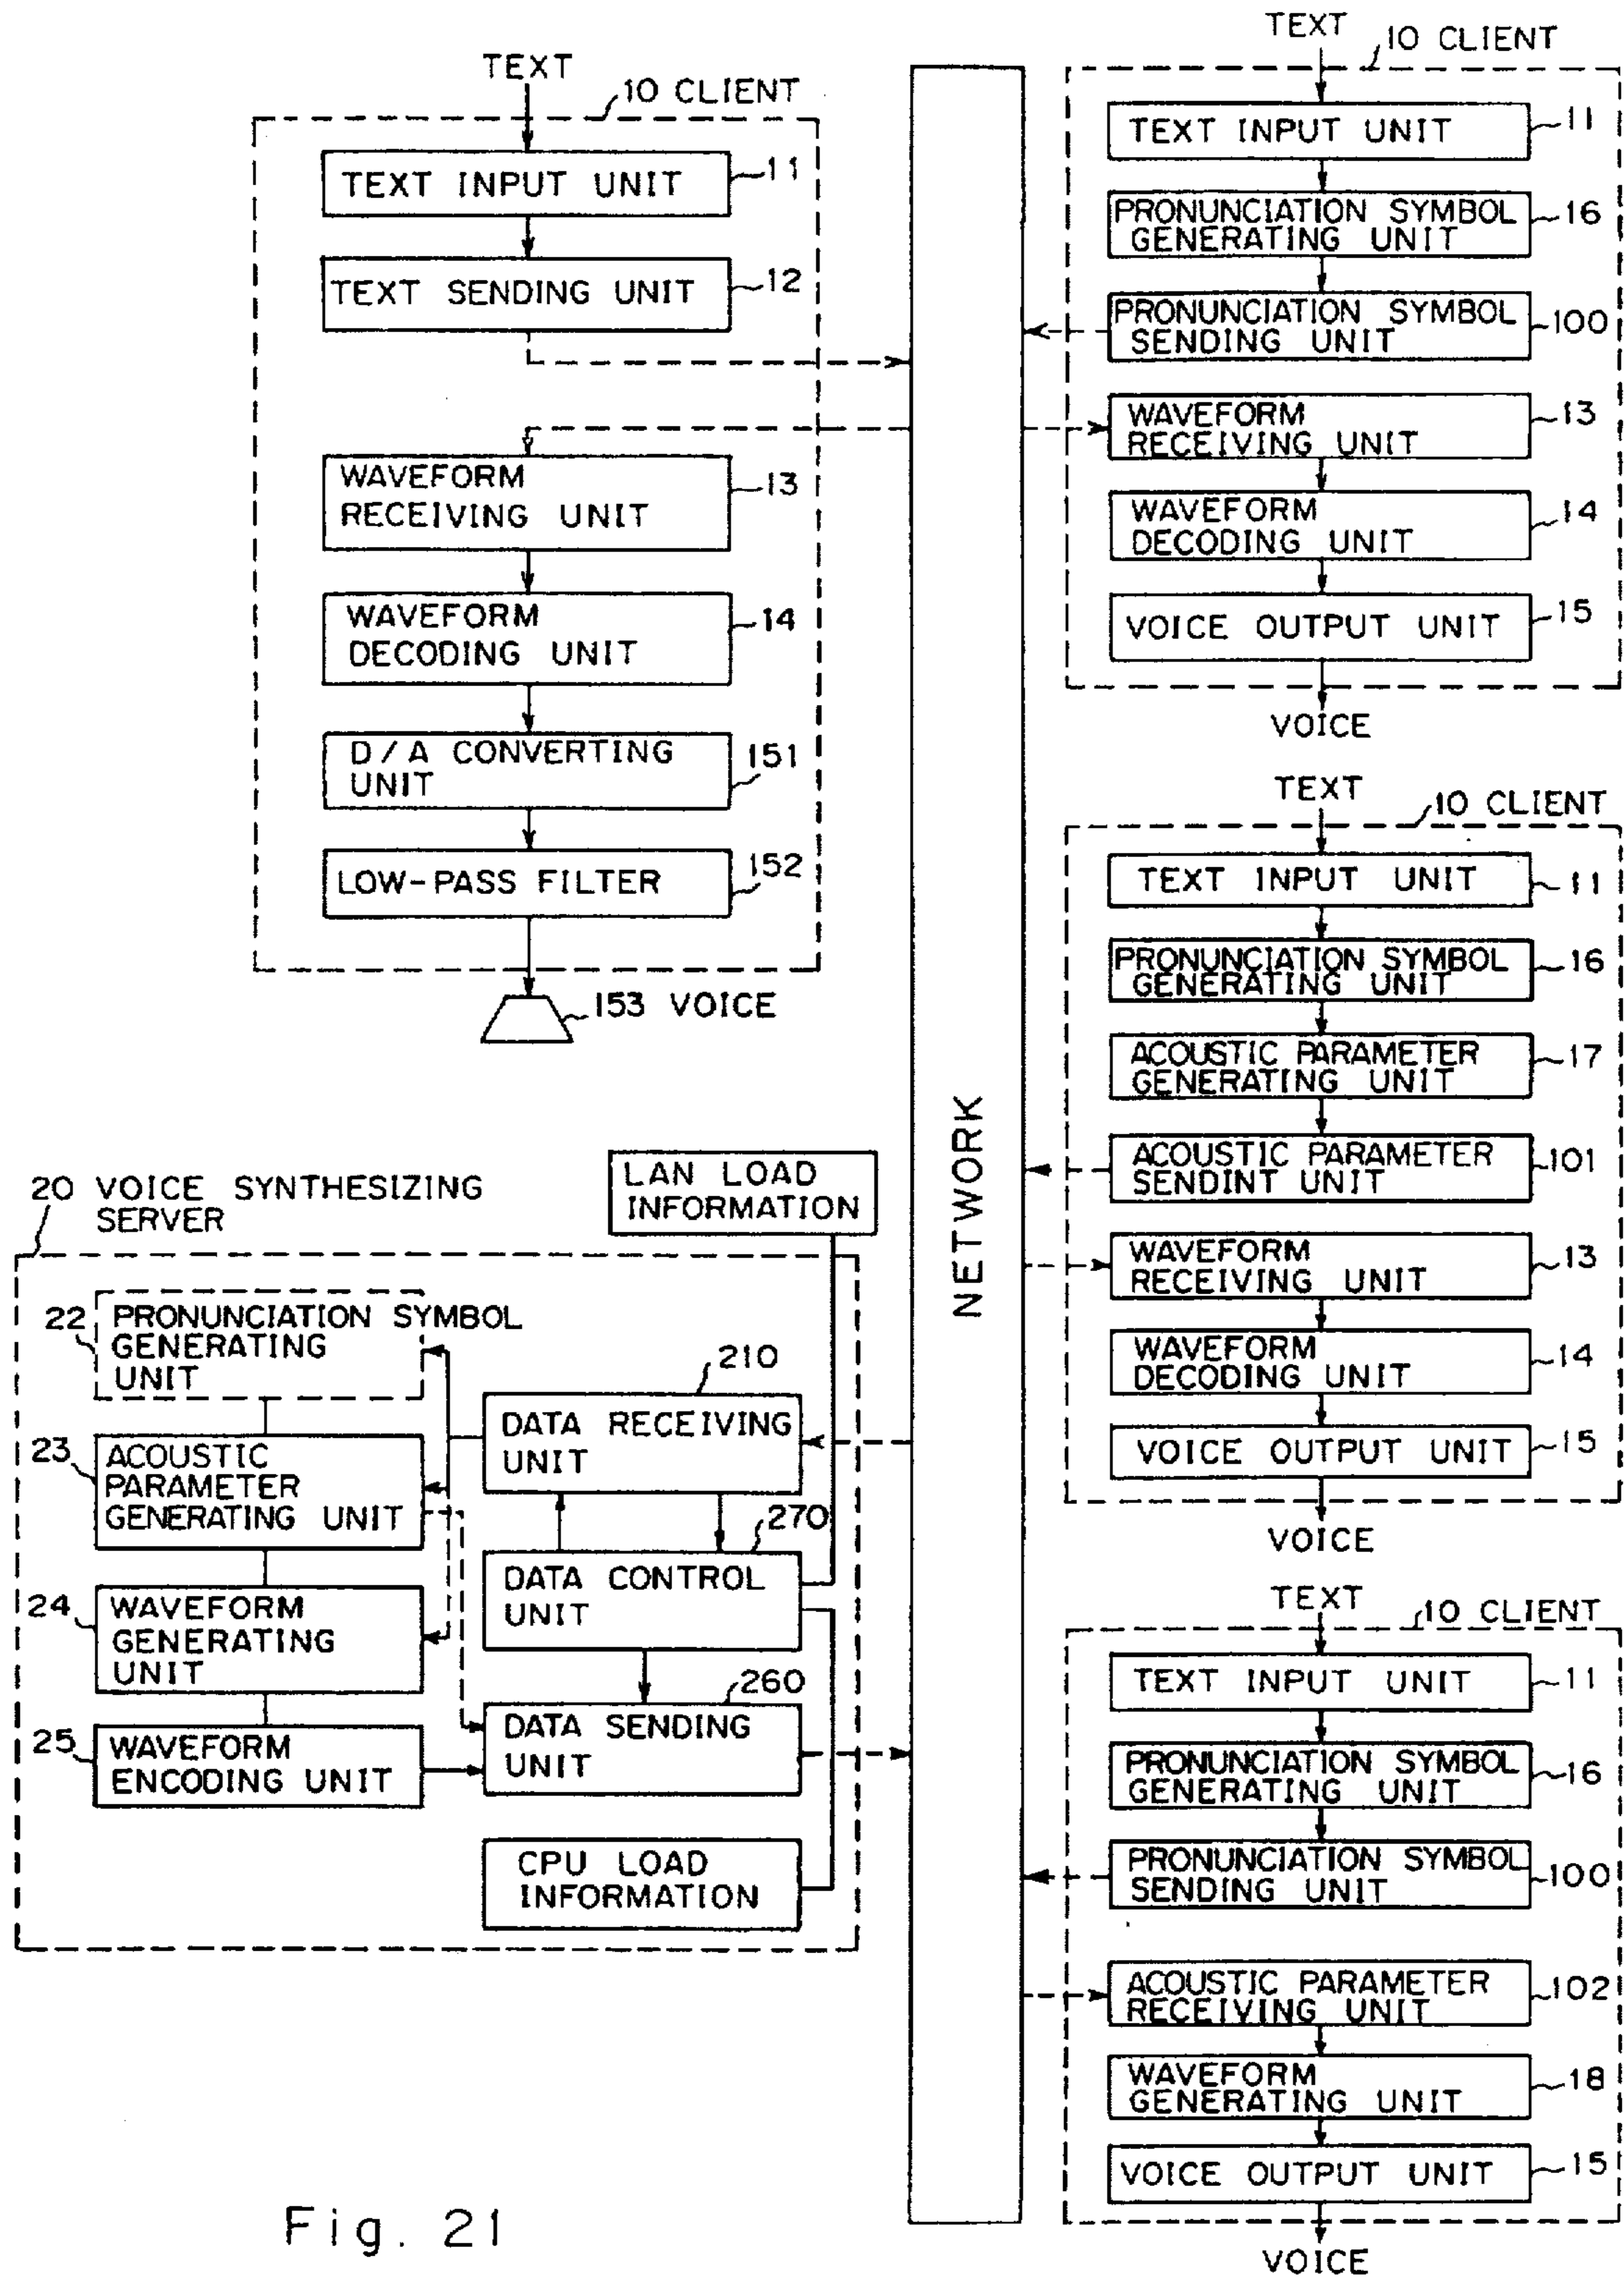 TEXT
10 CLIENT
TEXT INPUT UNIT
11
TEXT SENDING UNIT
12
WAVEFORM
RECEIVING UNIT
13
WAVEFORM
DECODING UNIT
14
D/A CONVERTING
UNIT
151
LOW-PASS FILTER
152
153 VOICE
20 VOICE SYNTHESIZING
SERVER
LAN LOAD
INFORMATION
22
PRONUNCIATION SYMBOL
GENERATING
UNIT
210
DATA RECEIVING
UNIT
23
ACOUSTIC
PARAMETER
GENERATING UNIT
270
DATA CONTROL
UNIT
24
WAVEFORM
GENERATING
UNIT
260
DATA SENDING
UNIT
25
WAVEFORM
ENCODING UNIT
CPU LOAD
INFORMATION
NETWORK
TEXT
10 CLIENT
TEXT INPUT UNIT
11
PRONUNCIATION SYMBOL
GENERATING UNIT
16
PRONUNCIATION SYMBOL
SENDING UNIT
100
WAVEFORM
RECEIVING UNIT
13
WAVEFORM
DECODING UNIT
14
VOICE OUTPUT UNIT
15
VOICE
TEXT
10 CLIENT
TEXT INPUT UNIT
11
PRONUNCIATION SYMBOL
GENERATING UNIT
16
ACOUSTIC PARAMETER
GENERATING UNIT
17
ACOUSTIC PARAMETER
SENDINT UNIT
101
WAVEFORM
RECEIVING UNIT
13
WAVEFORM
DECODING UNIT
14
VOICE OUTPUT UNIT
15
VOICE
TEXT
10 CLIENT
TEXT INPUT UNIT
11
PRONUNCIATION SYMBOL
GENERATING UNIT
16
PRONUNCIATION SYMBOL
SENDING UNIT
100
ACOUSTIC PARAMETER
RECEIVING UNIT
102
WAVEFORM
GENERATING UNIT
18
VOICE OUTPUT UNIT
15
VOICE
Fig. 21